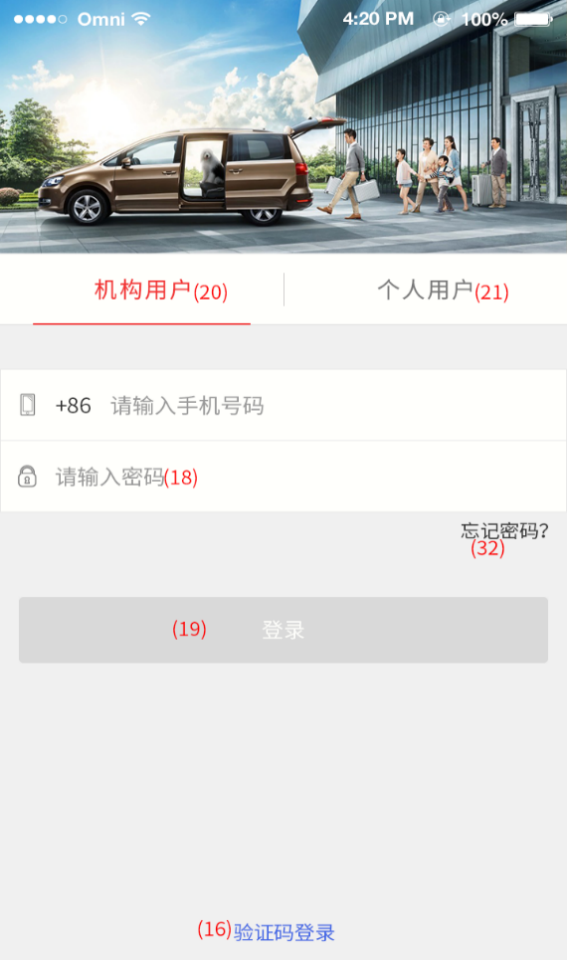 Omni 4:20 PM 100%
机构用户(20) 个人用户(21)
+86 请输入手机号码
请输入密码(18)
忘记密码?
(32)
(19) 登录
(16)验证码登录